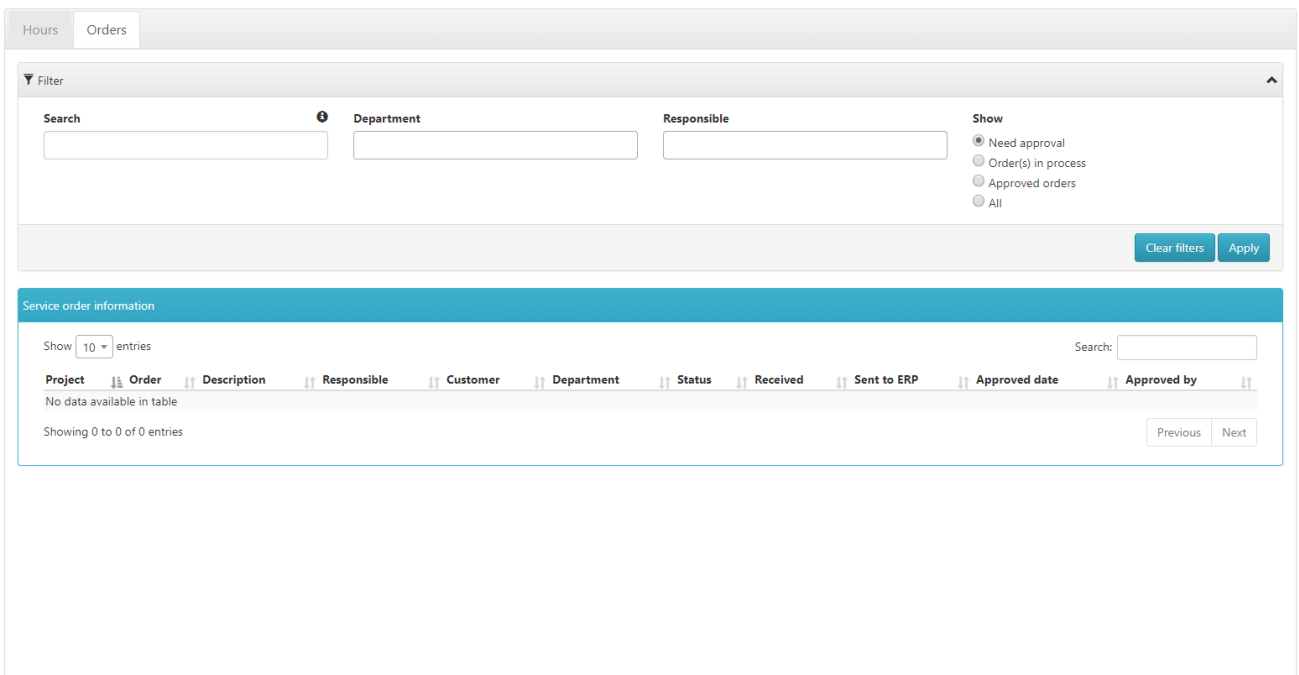 Hours Orders
Filter
Search Department Responsible Show
Need approval
Order(s) in process
Approved orders
All
Clear filters Apply
Service order information
Show 10 entries Search:
Project Order Description Responsible Customer Department Status Received Sent to ERP Approved date Approved by
No data available in table
Showing 0 to 0 of 0 entries Previous Next